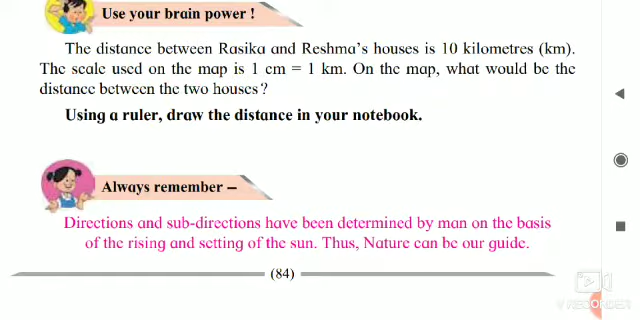 Use your brain power !
The distance between Rasika and Reshma's houses is 10 kilometres (km).
The scale used on the map is 1 cm = 1 km. On the map, what would be the
distance between the two houses ?
Using a ruler, draw the distance in your notebook.
Always remember –
Directions and sub-directions have been determined by man on the basis
of the rising and setting of the sun. Thus, Nature can be our guide.
(84)
RECORDER